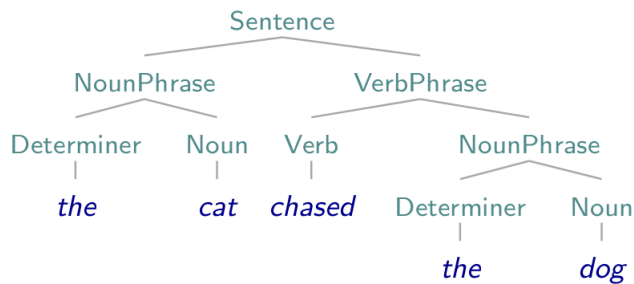 Sentence
NounPhrase VerbPhrase
Determiner Noun Verb NounPhrase
the cat chased Determiner Noun
the dog